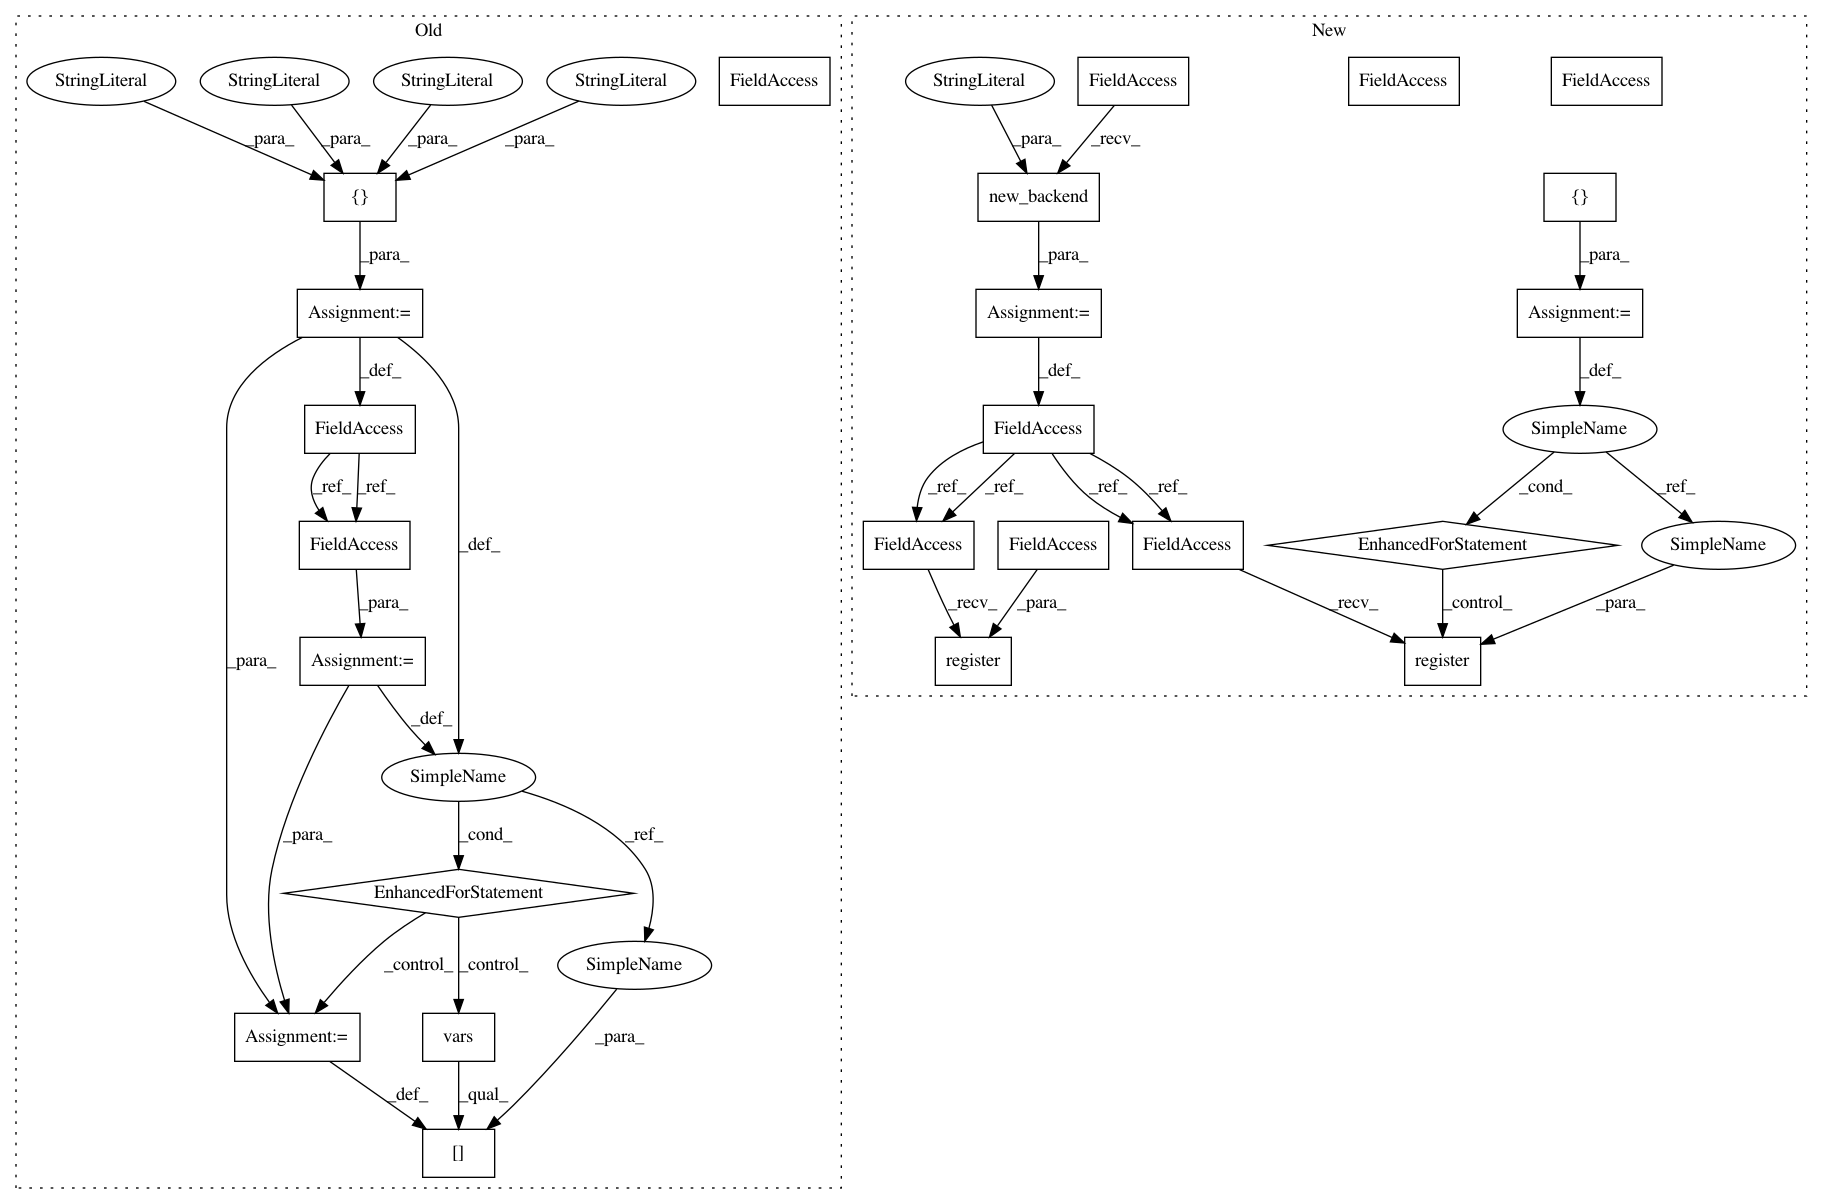 Old
New
StringLiteral
StringLiteral
StringLiteral
StringLiteral
FieldAccess
StringLiteral
FieldAccess
FieldAccess
FieldAccess
_para_
_para_
_para_
_para_
_para_
_recv_
{}
new_backend
{}
_para_
_para_
_para_
Assignment:=
Assignment:=
Assignment:=
_def_
_def_
_def_
FieldAccess
FieldAccess
SimpleName
_ref_
_ref_
_ref_
_ref_
_ref_
_ref_
_cond_
_ref_
FieldAccess
_def_
FieldAccess
FieldAccess
FieldAccess
EnhancedForStatement
SimpleName
_para_
_recv_
_para_
_recv_
_control_
_para_
_para_
Assignment:=
register
register
_def_
SimpleName
_para_
_cond_
_ref_
EnhancedForStatement
_control_
_control_
SimpleName
Assignment:=
vars
_para_
_def_
_qual_
[]